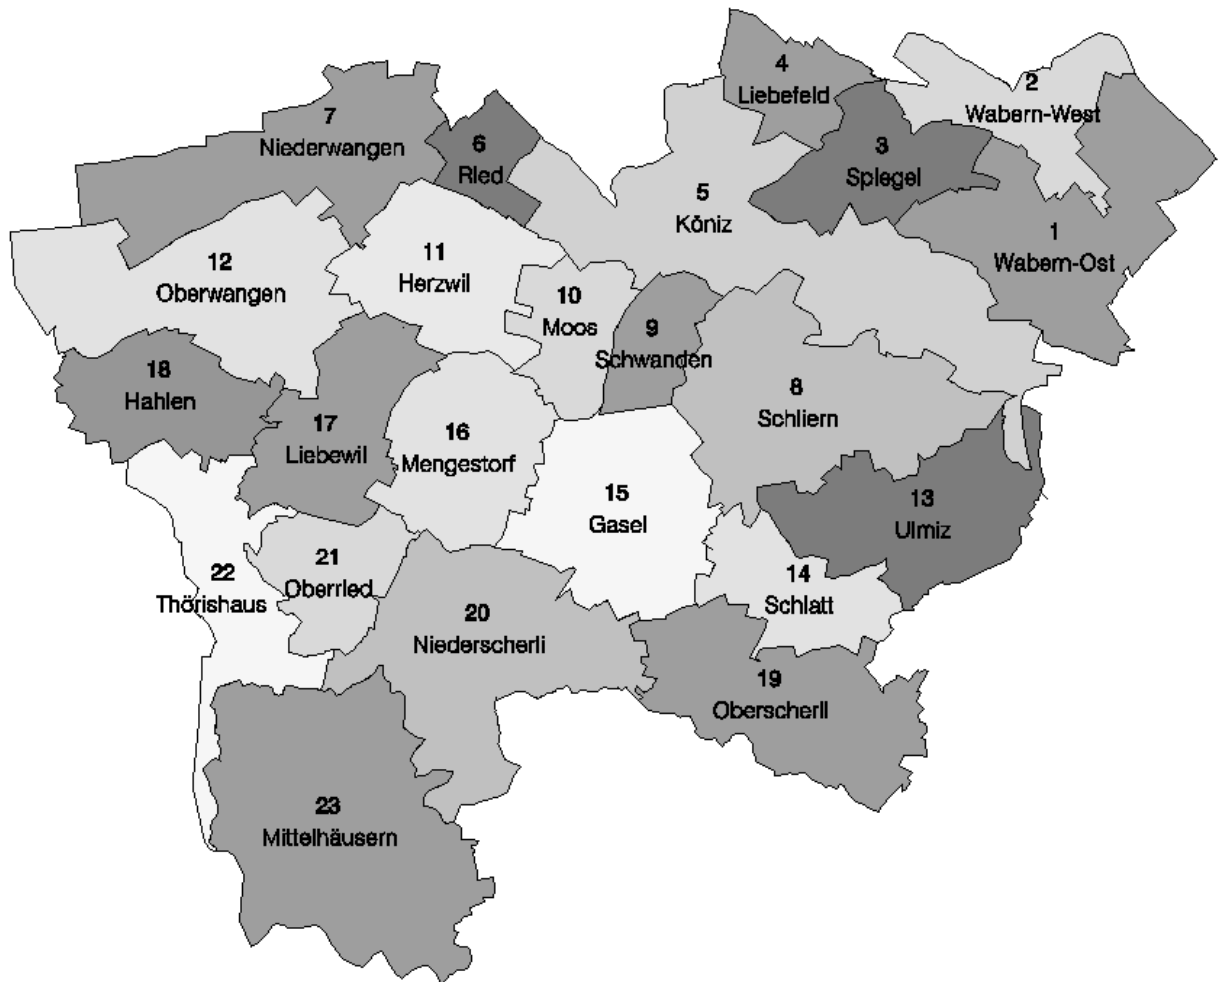 4
Liebefeld
2
Wabern-West
7
Niederwangen
6
Ried
3
Spiegel
5
Köniz
1
Wabern-Ost
12
Oberwangen
11
Herzwil
10
Moos
9
Schwanden
18
Hahlen
8
Schliern
17
Liebewil
16
Mengestorf
15
Gasel
13
Ulmiz
22
Thörishaus
21
Oberried
14
Schlatt
20
Niederscherli
19
Oberscherli
23
Mittelhäusern